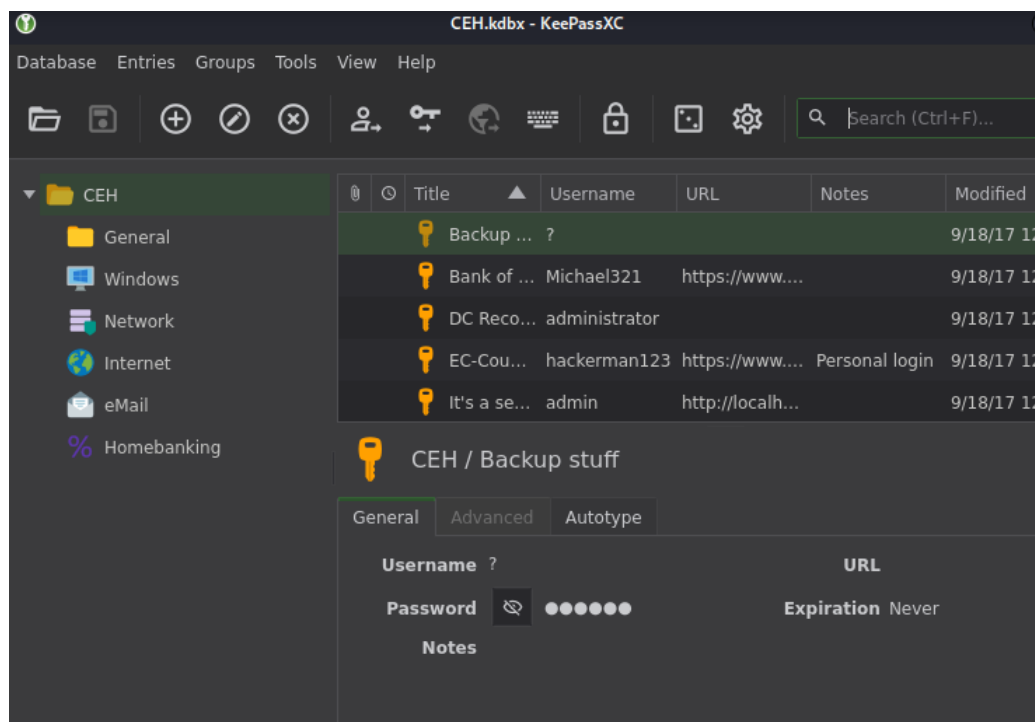 CEH.kdbx - KeePassXC
Database Entries Groups Tools View Help
Search (Ctrl+F)...
CEH
General
Windows
Network
Internet
eMail
Homebanking
Title Username URL Notes Modified
Backup ... ? 9/18/17 12
Bank of ... Michael321 https://www.... 9/18/17 12
DC Reco... administrator 9/18/17 12
EC-Cou... hackerman123 https://www.... Personal login 9/18/17 12
It's a se... admin http://localh... 9/18/17 12
CEH / Backup stuff
General Advanced Autotype
Username ? URL
Password ●●●●●● Expiration Never
Notes